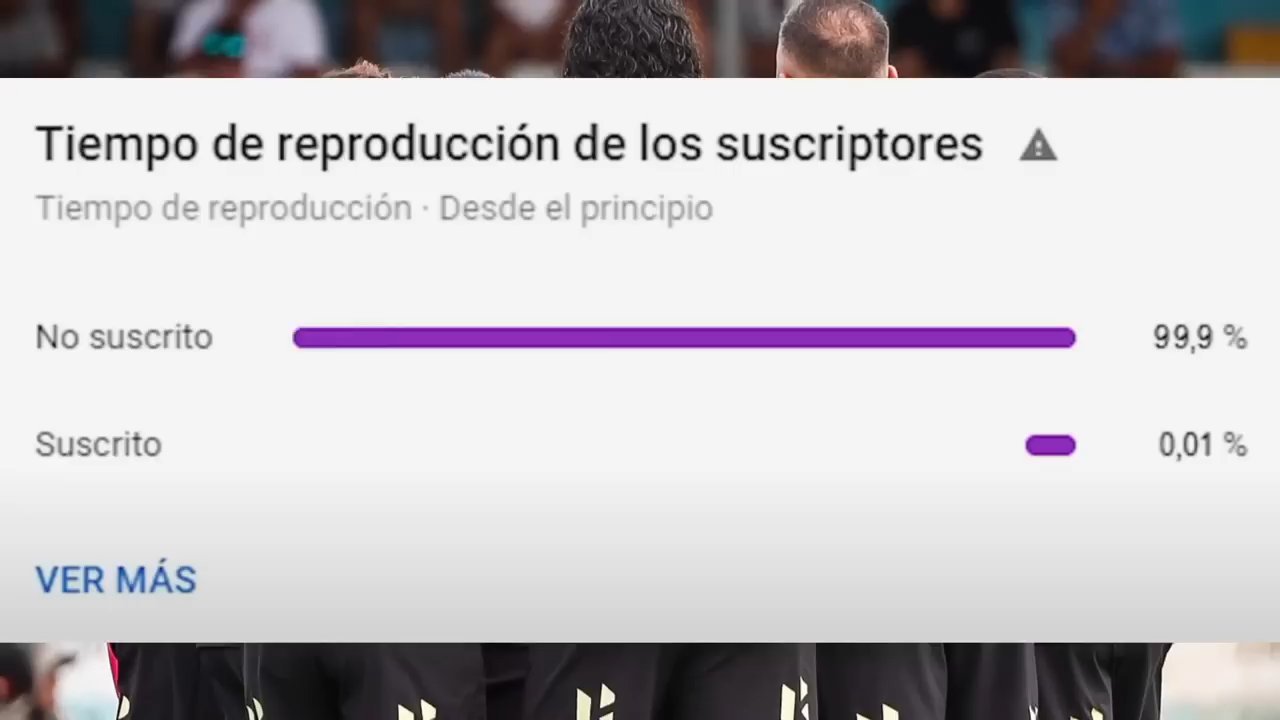 Tiempo de reproducción de los suscriptores
Tiempo de reproducción · Desde el principio
No suscrito 99,9 %
Suscrito 0,01 %
VER MÁS